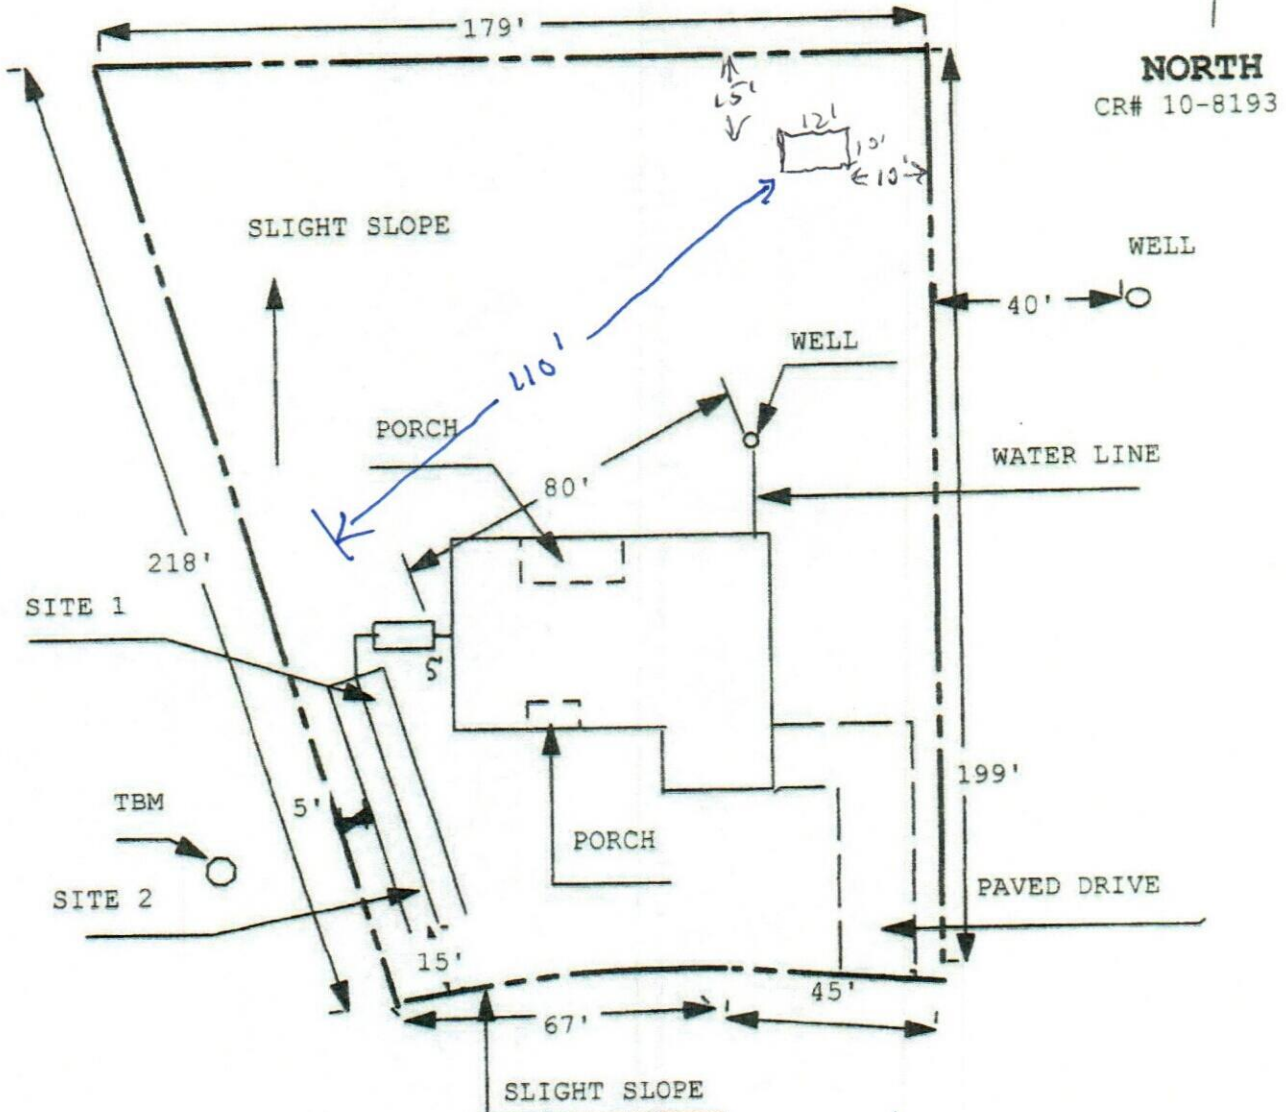 179'
NORTH
CR# 10-8193
15'
12'
10'
10'
SLIGHT SLOPE
WELL
40'
WELL
110'
PORCH
WATER LINE
80'
218'
SITE 1
S
199'
TBM
5'
PORCH
SITE 2
PAVED DRIVE
15'
45'
67'
SLIGHT SLOPE